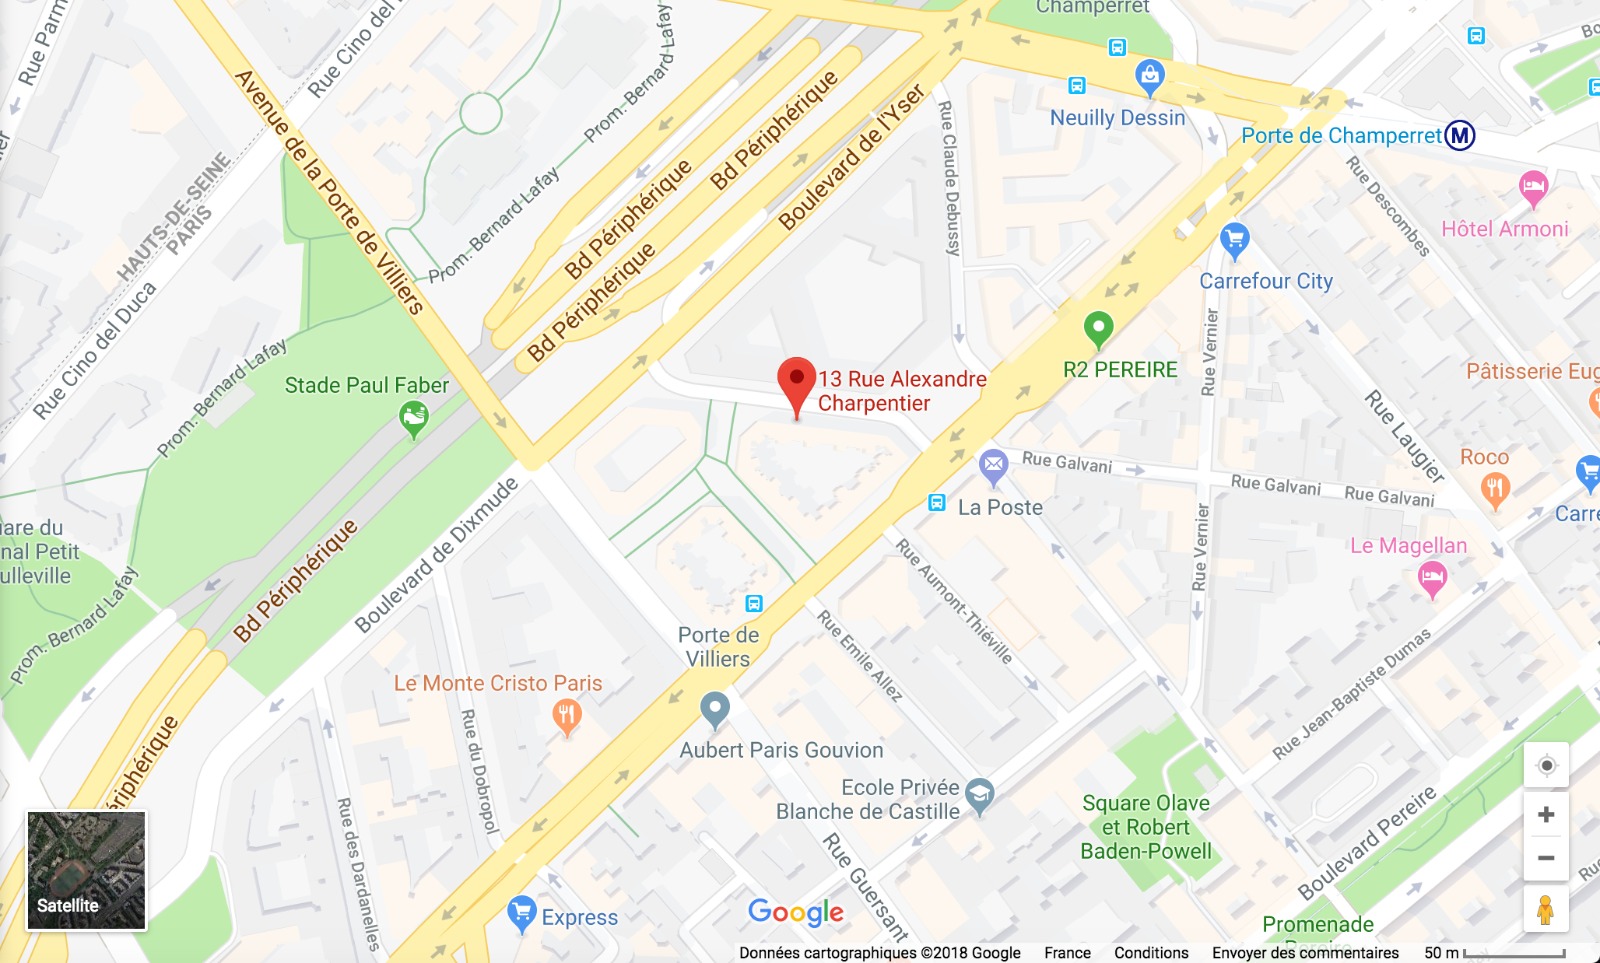 Champerret
Rue Parm
Rue Cino del
Prom. Bernard Lafay
Avenue de la Porte de Villiers
Bd Périphérique
Boulevard de l'Yser
Neuilly Dessin
Porte de Champerret
M
Rue Claude Debussy
Rue Descombes
HAUTS-DE-SEINE
PARIS
Prom. Bernard Lafay
Bd Périphérique
Hôtel Armoni
Carrefour City
Rue Cino del Duca
Bd Périphérique
Rue Vernier
R2 PEREIRE
Pâtisserie Eug
Prom. Bernard Lafay
Stade Paul Faber
13 Rue Alexandre
Charpentier
Rue Laugier
Roco
Rue Galvani
Rue Galvani
Rue Galvani
La Poste
Carre
Boulevard de Dixmude
Bd Périphérique
Rue Vernier
Le Magellan
nal Petit
ulleville
Prom. Bernard Lafay
Rue Aumont-Thiéville
Rue Emile Allez
Porte de
Villiers
Rue Jean-Baptiste Dumas
Le Monte Cristo Paris
Rue du Dobropol
Aubert Paris Gouvion
ériphérique
Ecole Privée
Blanche de Castille
Square Olave
et Robert
Baden-Powell
Boulevard Pereire
Rue des Dardanelles
Rue Guersant
Satellite
Express
Google
Promenade
Pereire
Données cartographiques ©2018 Google France Conditions Envoyer des commentaires 50 m